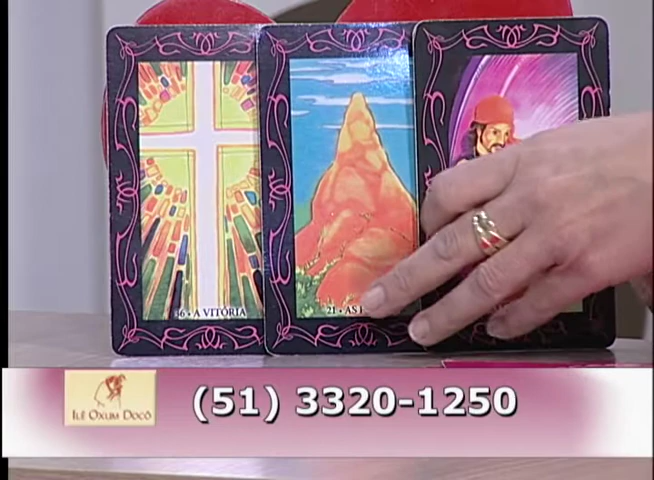 36 • A VITÓRIA
21 • AS
ILÊ OXUM DOCÔ
(51) 3320-1250